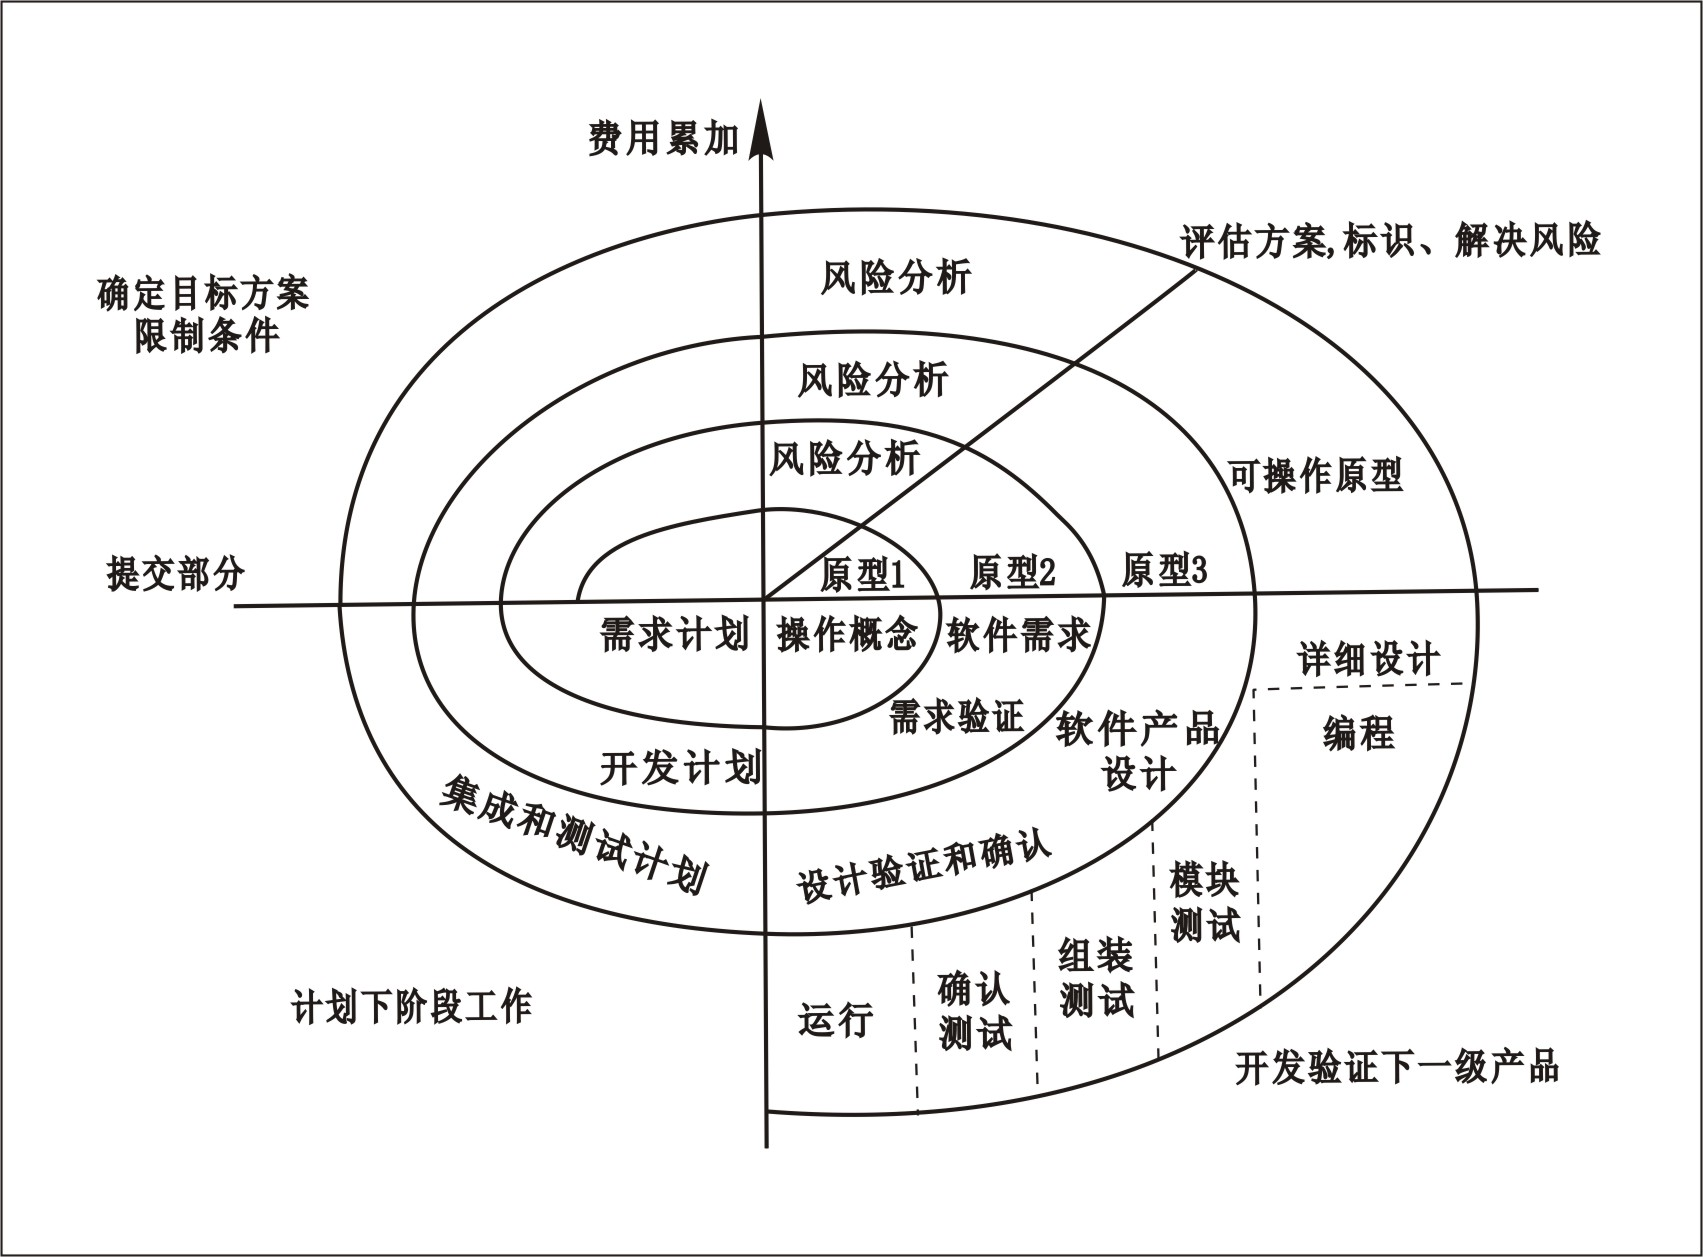 费用累加
评估方案,标识、解决风险
确定目标方案
限制条件
风险分析
风险分析
风险分析
可操作原型
提交部分
原型1
原型2
原型3
需求计划
操作概念
软件需求
详细设计
需求验证
软件产品
设计
编程
开发计划
集成和测试计划
设计验证和确认
模块
测试
组装
测试
确认
测试
运行
计划下阶段工作
开发验证下一级产品